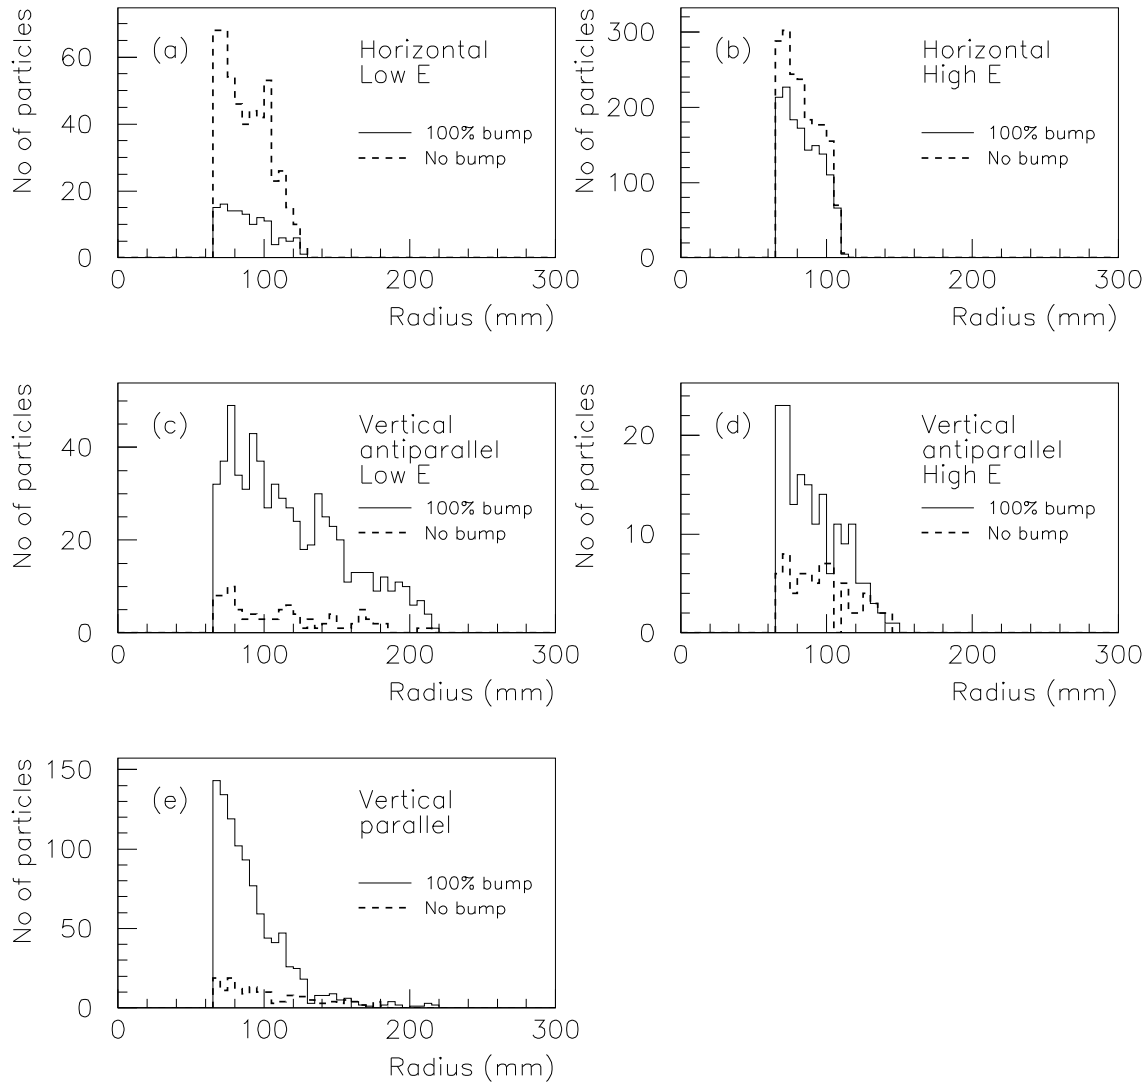 No of particles
60
40
20
0
(a)
Horizontal
Low E
100% bump
No bump
0 100 200 300
Radius (mm)
No of particles
300
200
100
0
(b)
Horizontal
High E
100% bump
No bump
0 100 200 300
Radius (mm)
No of particles
40
20
0
(c)
Vertical
antiparallel
Low E
100% bump
No bump
0 100 200 300
Radius (mm)
No of particles
20
10
0
(d)
Vertical
antiparallel
High E
100% bump
No bump
0 100 200 300
Radius (mm)
No of particles
150
100
50
0
(e)
Vertical
parallel
100% bump
No bump
0 100 200 300
Radius (mm)